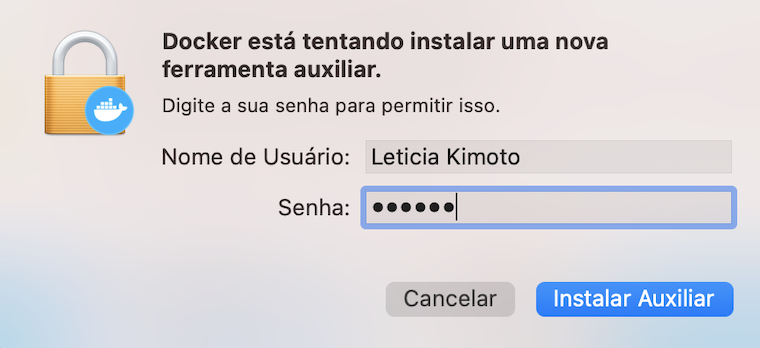 Docker está tentando instalar uma nova
ferramenta auxiliar.
Digite a sua senha para permitir isso.
Nome de Usuário: Leticia Kimoto
Senha: ••••••
Cancelar Instalar Auxiliar